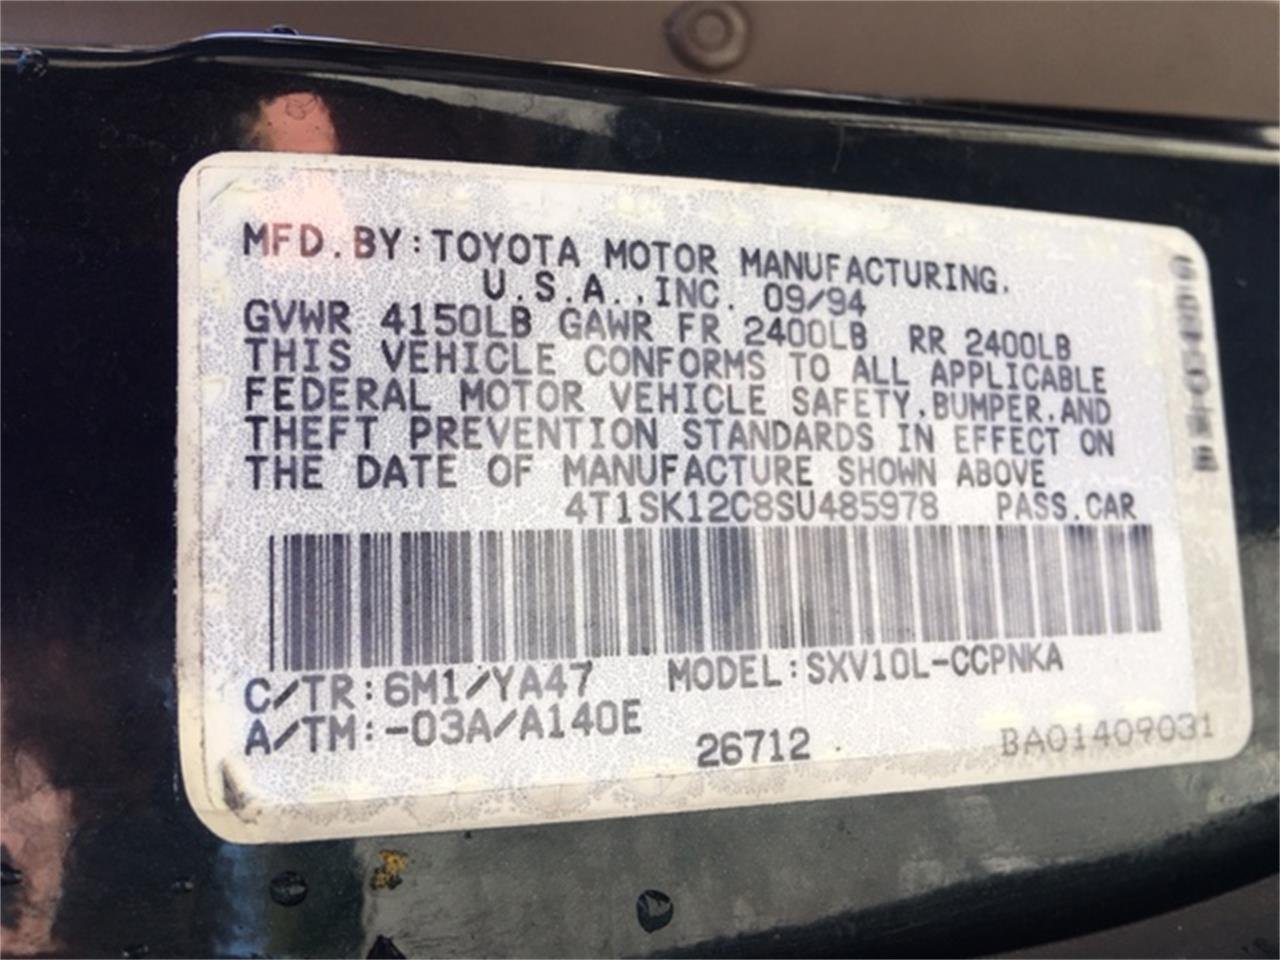 MFD.BY:TOYOTA MOTOR MANUFACTURING.
U.S.A.,INC. 09/94
GVWR 4150LB GAWR FR 2400LB RR 2400LB
THIS VEHICLE CONFORMS TO ALL APPLICABLE
FEDERAL MOTOR VEHICLE SAFETY,BUMPER,AND
THEFT PREVENTION STANDARDS IN EFFECT ON
THE DATE OF MANUFACTURE SHOWN ABOVE
4T1SK12C8SU485978 PASS.CAR
C/TR:6M1/YA47 MODEL:SXV10L-CCPNKA
A/TM:-03A/A140E
26712 BA01409031